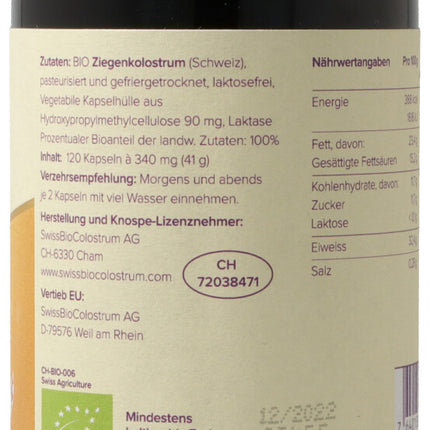 Zutaten: BIO Ziegenkolostrum (Schweiz),
pasteurisiert und gefriergetrocknet, laktosefrei,
Vegetabile Kapselhülle aus
Hydroxypropylmethylcellulose 90 mg, Laktase
Prozentualer Bioanteil der landw. Zutaten: 100%
Inhalt: 120 Kapseln à 340 mg (41 g)
Verzehrsempfehlung: Morgens und abends
je 2 Kapseln mit viel Wasser einnehmen.
Herstellung und Knospe-Lizenznehmer:
SwissBioColostrum AG
CH-6330 Cham
www.swissbiocolostrum.com
CH
72038471
Vertieb EU:
SwissBioColostrum AG
D-79576 Weil am Rhein
CH-BIO-006
Swiss Agriculture
Mindestens
12/2022
Nährwertangaben Pro 100g
Energie
Fett, davon:
Gesättigte Fettsäuren
Kohlenhydrate, davon:
Zucker
Laktose
Eiweiss
Salz